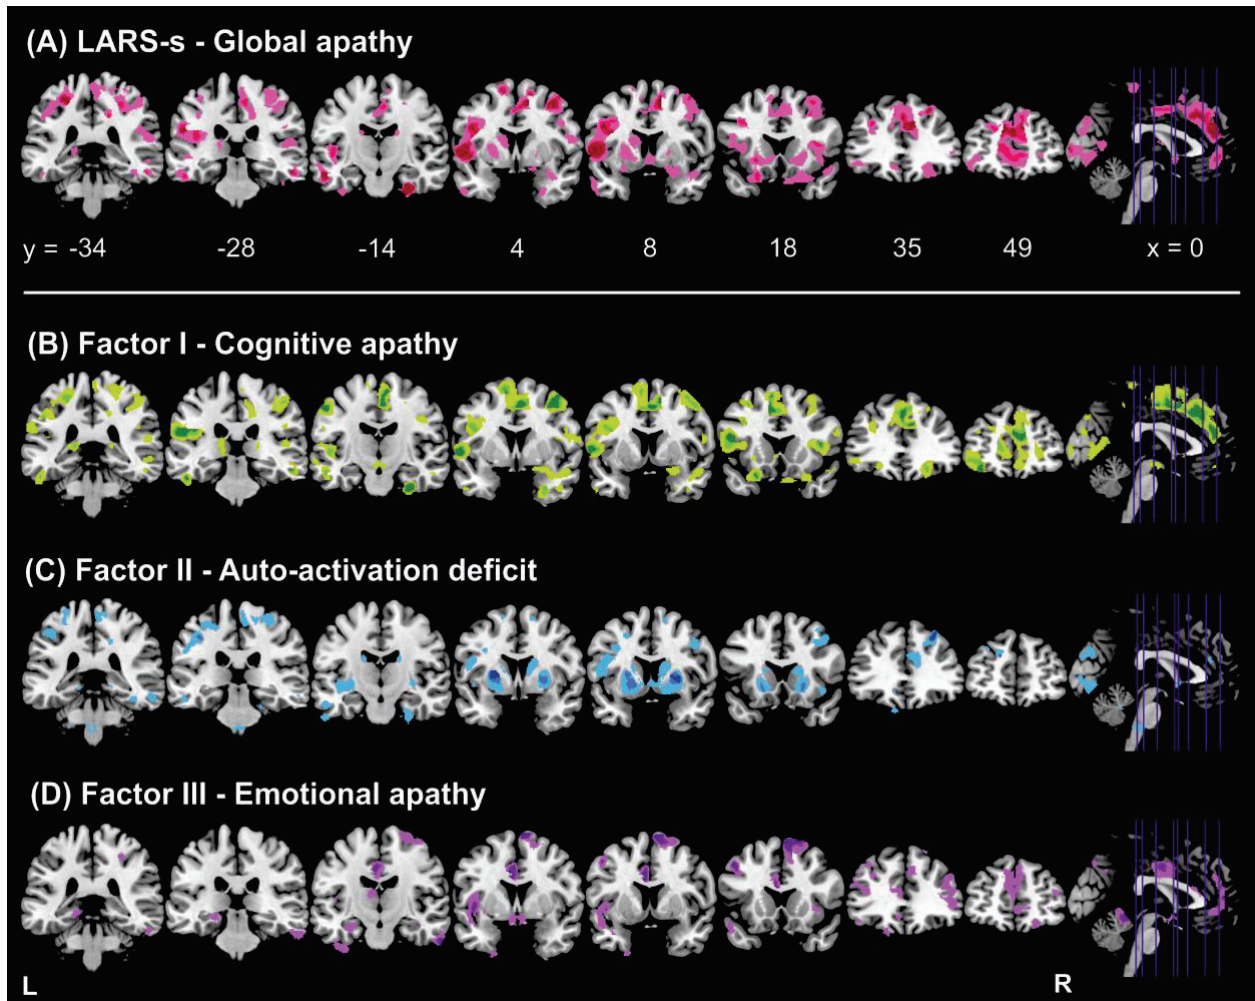 (A) LARS-s - Global apathy
y = -34 -28 -14 4 8 18 35 49 x = 0
(B) Factor I - Cognitive apathy
(C) Factor II - Auto-activation deficit
(D) Factor III - Emotional apathy
L R